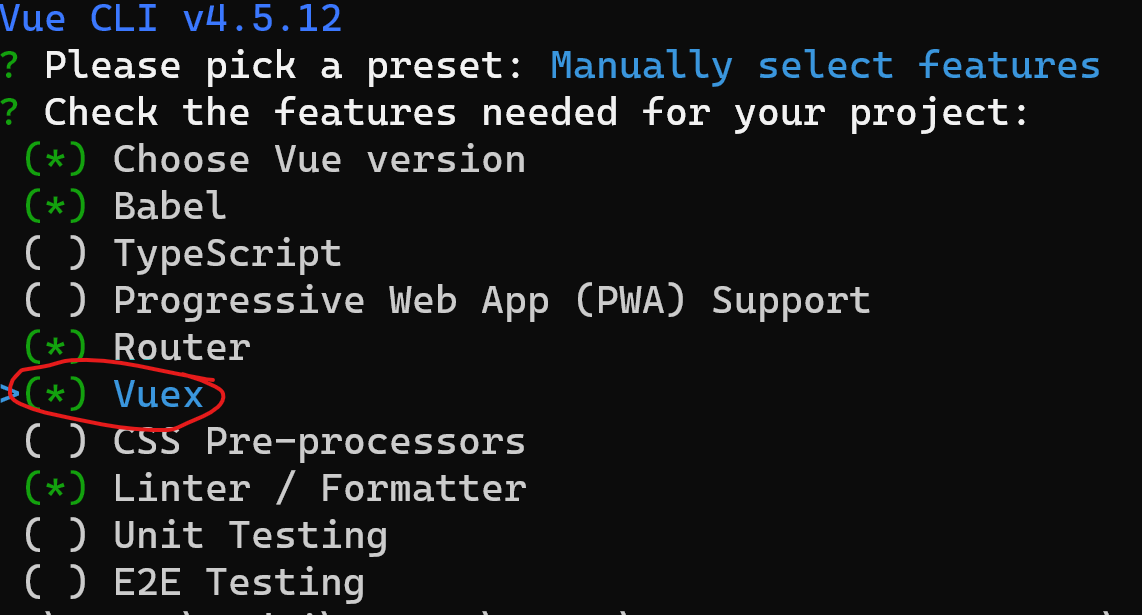 Vue CLI v4.5.12
? Please pick a preset: Manually select features
? Check the features needed for your project:
(*) Choose Vue version
(*) Babel
( ) TypeScript
( ) Progressive Web App (PWA) Support
(*) Router
>(*) Vuex
( ) CSS Pre-processors
(*) Linter / Formatter
( ) Unit Testing
( ) E2E Testing